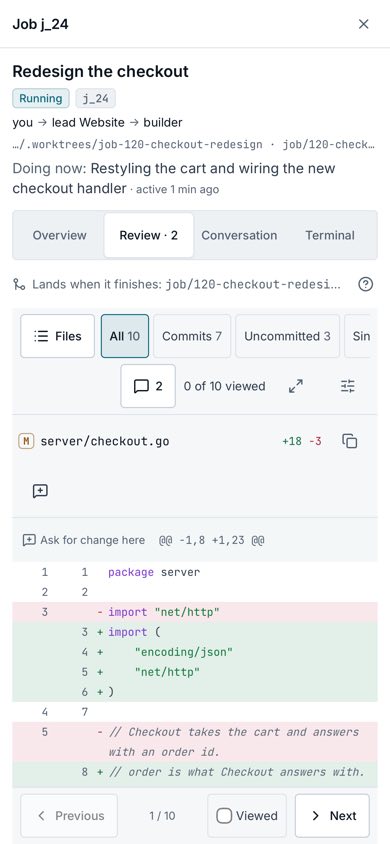 Job j_24
Redesign the checkout
Running j_24
you → lead Website → builder
…/.worktrees/job-120-checkout-redesign · job/120-check…
Doing now: Restyling the cart and wiring the new
checkout handler · active 1 min ago
Overview Review · 2 Conversation Terminal
Lands when it finishes: job/120-checkout-redesi…
Files All 10 Commits 7 Uncommitted 3 Sin
2 0 of 10 viewed
M server/checkout.go +18 -3
Ask for change here @@ -1,8 +1,23 @@
1 1 package server
2 2
3 - import "net/http"
3 + import (
4 + "encoding/json"
5 + "net/http"
6 + )
4 7
5 - // Checkout takes the cart and answers
with an order id.
8 + // order is what Checkout answers with.
Previous 1 / 10 Viewed Next